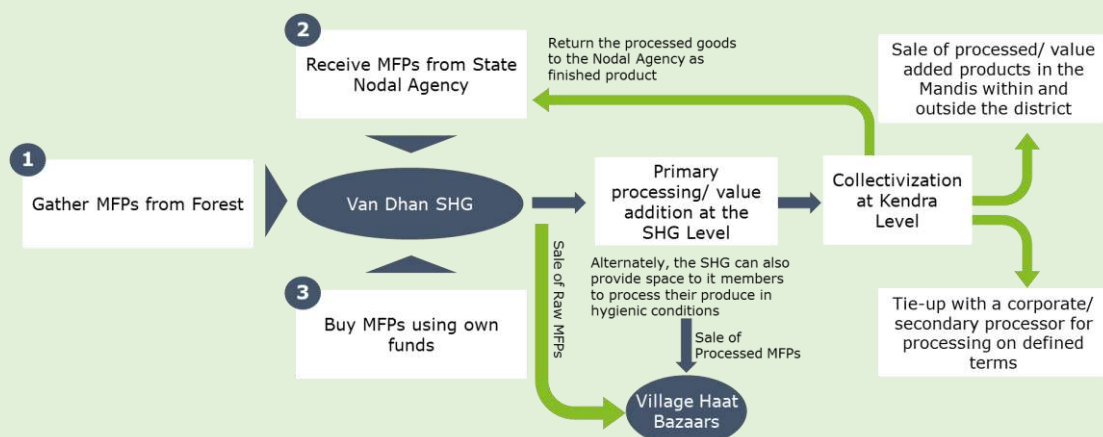 2
Receive MFPs from State
Nodal Agency
Return the processed goods
to the Nodal Agency as
finished product
Sale of processed/ value
added products in the
Mandis within and
outside the district
1
Gather MFPs from Forest
Van Dhan SHG
Primary
processing/ value
addition at the
SHG Level
Collectivization
at Kendra
Level
3
Buy MFPs using own
funds
Sale of Raw MFPs
Alternately, the SHG can also
provide space to it members
to process their produce in
hygienic conditions
Sale of
Processed MFPs
Village Haat
Bazaars
Tie-up with a corporate/
secondary processor for
processing on defined
terms